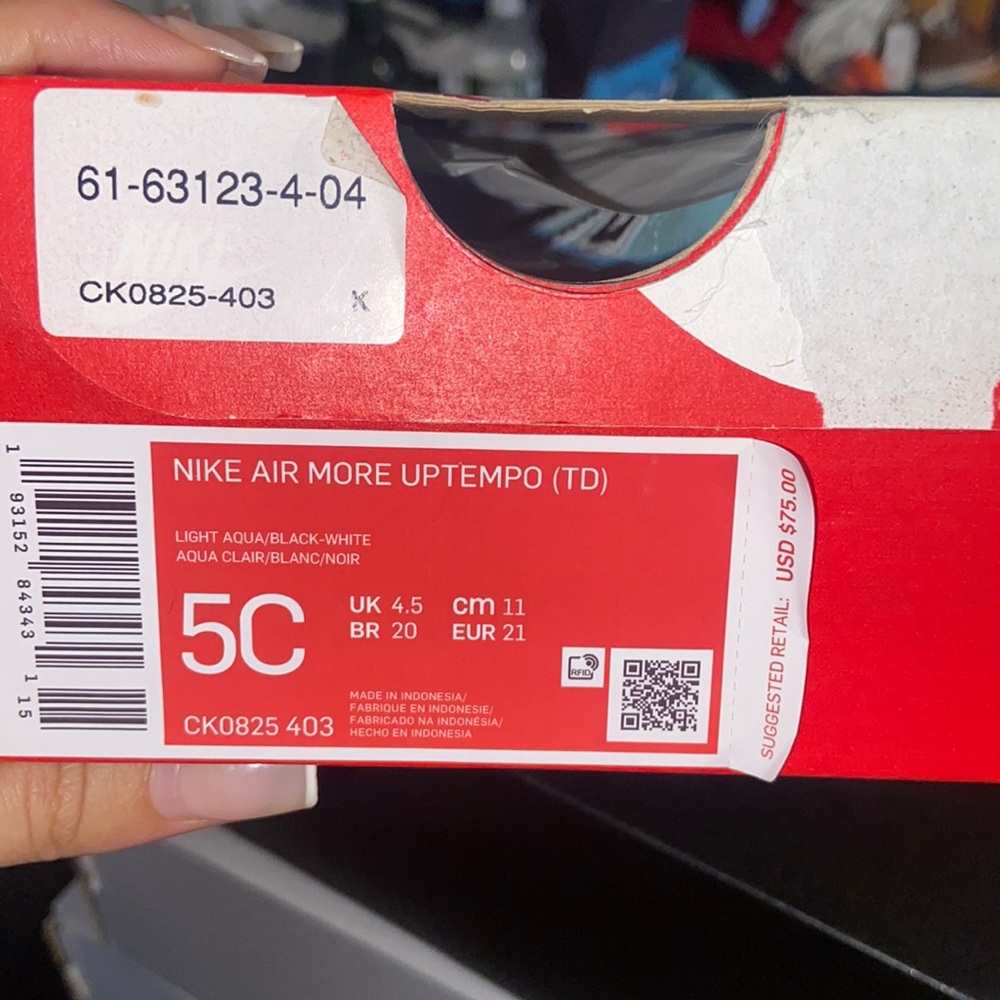 61-63123-4-04
NIKE
CK0825-403 K
NIKE AIR MORE UPTEMPO (TD)
LIGHT AQUA/BLACK-WHITE
AQUA CLAIR/BLANC/NOIR
5C
UK 4.5 cm 11
BR 20 EUR 21
RFID
CK0825 403
MADE IN INDONESIA/
FABRIQUE EN INDONESIE/
FABRICADO NA INDONÉSIA/
HECHO EN INDONESIA
1 93152 84343 1 15
SUGGESTED RETAIL: USD $75.00